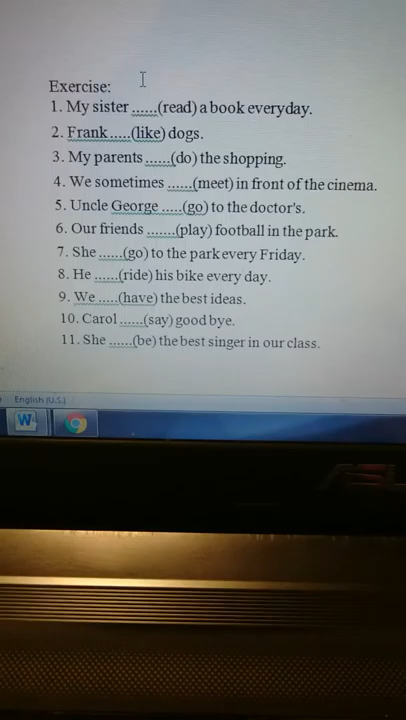 Exercise:
1. My sister ......(read) a book everyday.
2. Frank .....(like) dogs.
3. My parents ......(do) the shopping.
4. We sometimes ......(meet) in front of the cinema.
5. Uncle George .....(go) to the doctor's.
6. Our friends .......(play) football in the park.
7. She ......(go) to the park every Friday.
8. He ......(ride) his bike every day.
9. We .....(have) the best ideas.
10. Carol ......(say) good bye.
11. She ......(be) the best singer in our class.
English (U.S.)
W